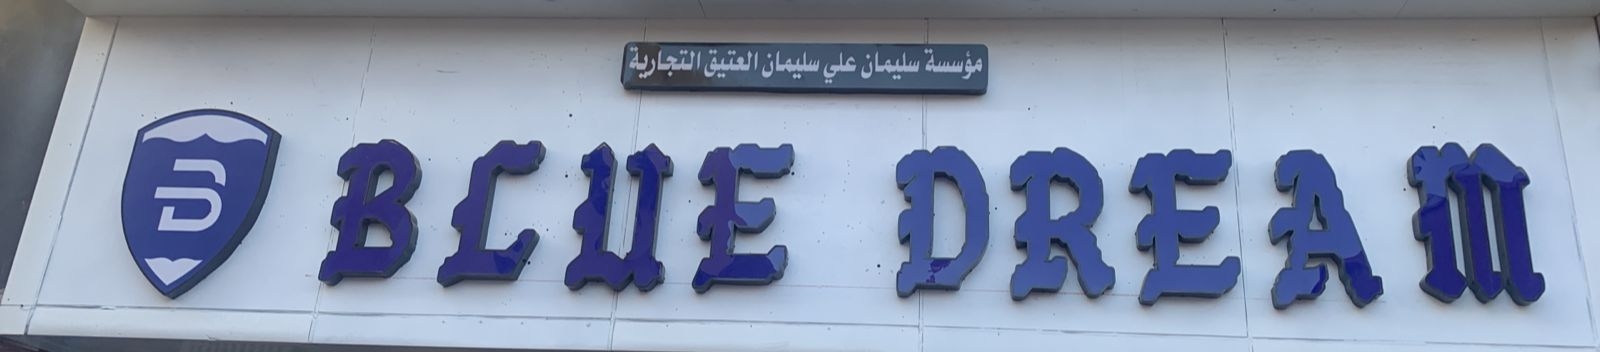 مؤسسة سليمان علي سليمان العتيق التجارية
BLUE DREAM